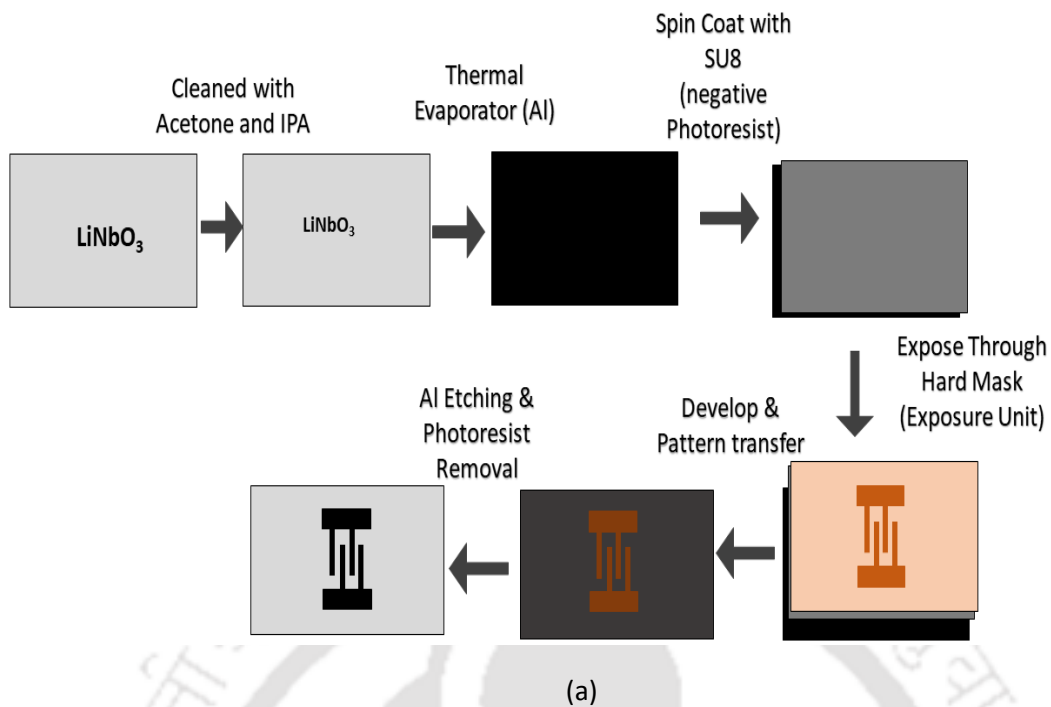 Spin Coat with
SU8
(negative
Photoresist)
Thermal
Evaporator (Al)
Cleaned with
Acetone and IPA
LiNbO₃
LiNbO₃
Expose Through
Hard Mask
(Exposure Unit)
Develop &
Pattern transfer
Al Etching &
Photoresist
Removal
(a)